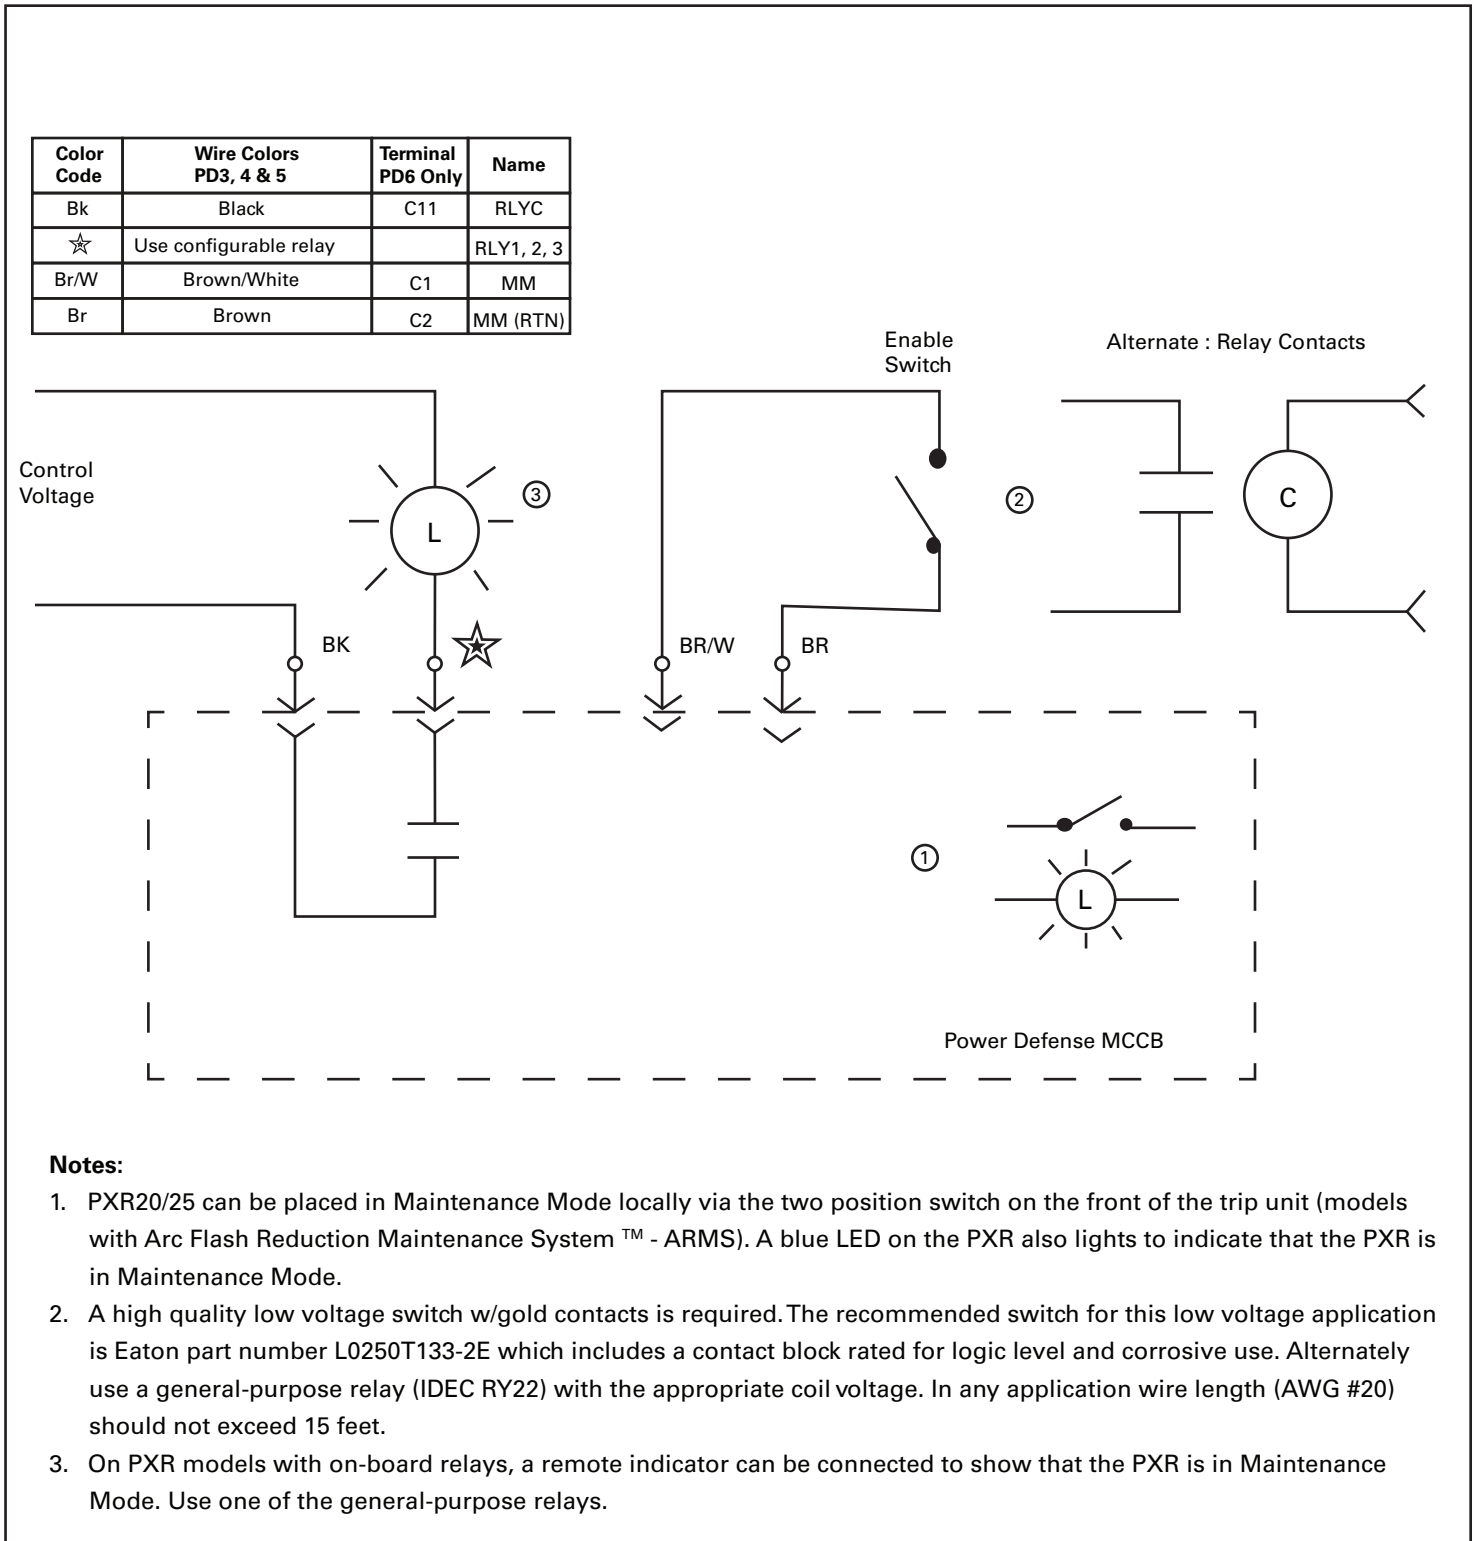 Color Code | Wire Colors PD3, 4 & 5 | Terminal PD6 Only | Name
Bk | Black | C11 | RLYC
☆ | Use configurable relay | | RLY1, 2, 3
Br/W | Brown/White | C1 | MM
Br | Brown | C2 | MM (RTN)
Enable
Switch
Alternate : Relay Contacts
Control
Voltage
L
3
2
C
BK
BR/W
BR
1
L
Power Defense MCCB
Notes:
1. PXR20/25 can be placed in Maintenance Mode locally via the two position switch on the front of the trip unit (models
with Arc Flash Reduction Maintenance System ™ - ARMS). A blue LED on the PXR also lights to indicate that the PXR is
in Maintenance Mode.
2. A high quality low voltage switch w/gold contacts is required. The recommended switch for this low voltage application
is Eaton part number L0250T133-2E which includes a contact block rated for logic level and corrosive use. Alternately
use a general-purpose relay (IDEC RY22) with the appropriate coil voltage. In any application wire length (AWG #20)
should not exceed 15 feet.
3. On PXR models with on-board relays, a remote indicator can be connected to show that the PXR is in Maintenance
Mode. Use one of the general-purpose relays.